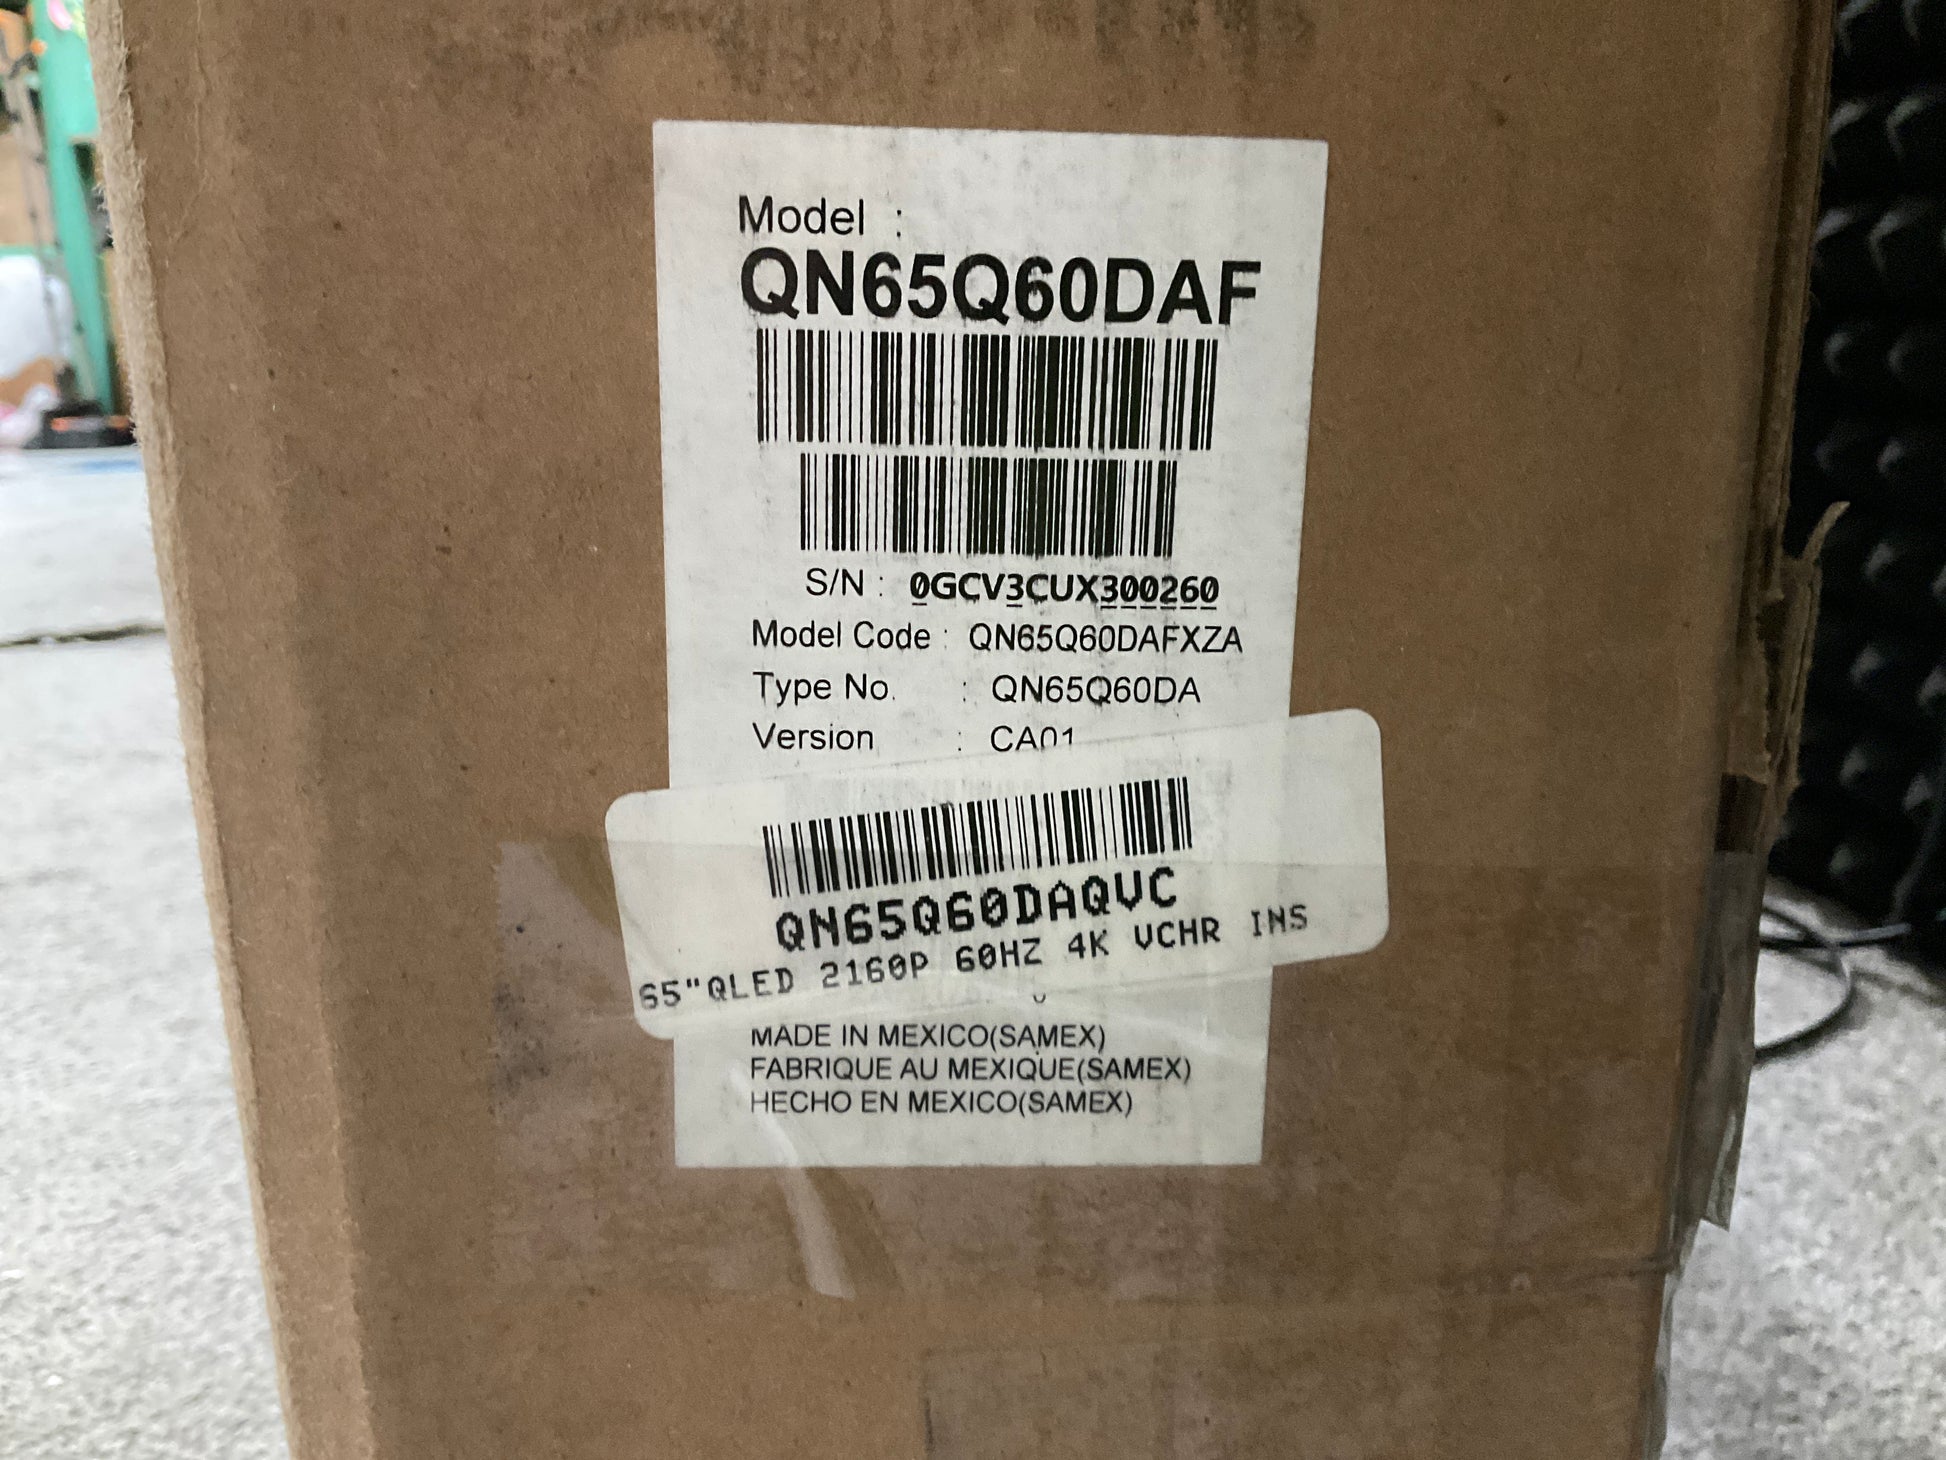 Model :
QN65Q60DAF
S/N : 0GCV3CUX300260
Model Code : QN65Q60DAFXZA
Type No. : QN65Q60DA
Version : CA01
QN65Q60DAQVC
65"QLED 2160P 60HZ 4K VCHR INS
MADE IN MEXICO(SAMEX)
FABRIQUE AU MEXIQUE(SAMEX)
HECHO EN MEXICO(SAMEX)